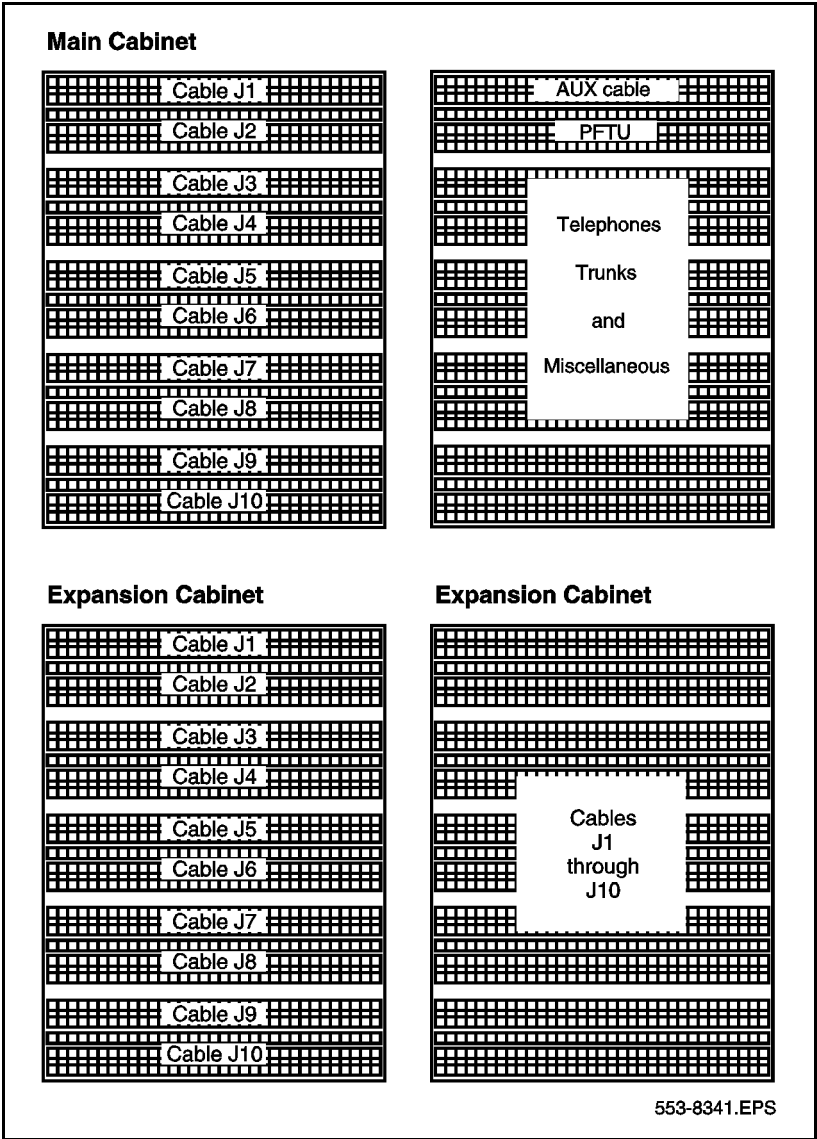 Main Cabinet
Cable J1
Cable J2
Cable J3
Cable J4
Cable J5
Cable J6
Cable J7
Cable J8
Cable J9
Cable J10
AUX cable
PFTU
Telephones
Trunks
and
Miscellaneous
Expansion Cabinet
Cable J1
Cable J2
Cable J3
Cable J4
Cable J5
Cable J6
Cable J7
Cable J8
Cable J9
Cable J10
Expansion Cabinet
Cables
J1
through
J10
553-8341.EPS